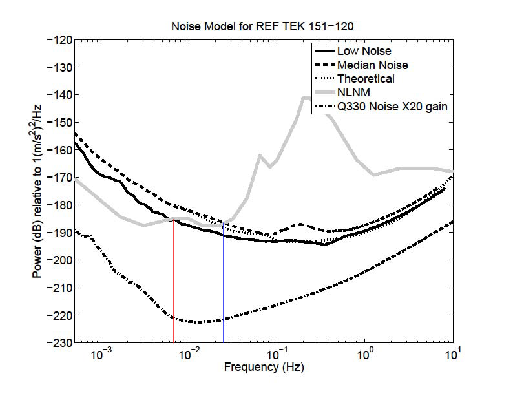 Noise Model for REF TEK 151−120
Power (dB) relative to 1(m/s²)²/Hz
−120
−130
−140
−150
−160
−170
−180
−190
−200
−210
−220
−230
Low Noise
Median Noise
Theoretical
NLNM
Q330 Noise X20 gain
10⁻³
10⁻²
10⁻¹
10⁰
10¹
Frequency (Hz)